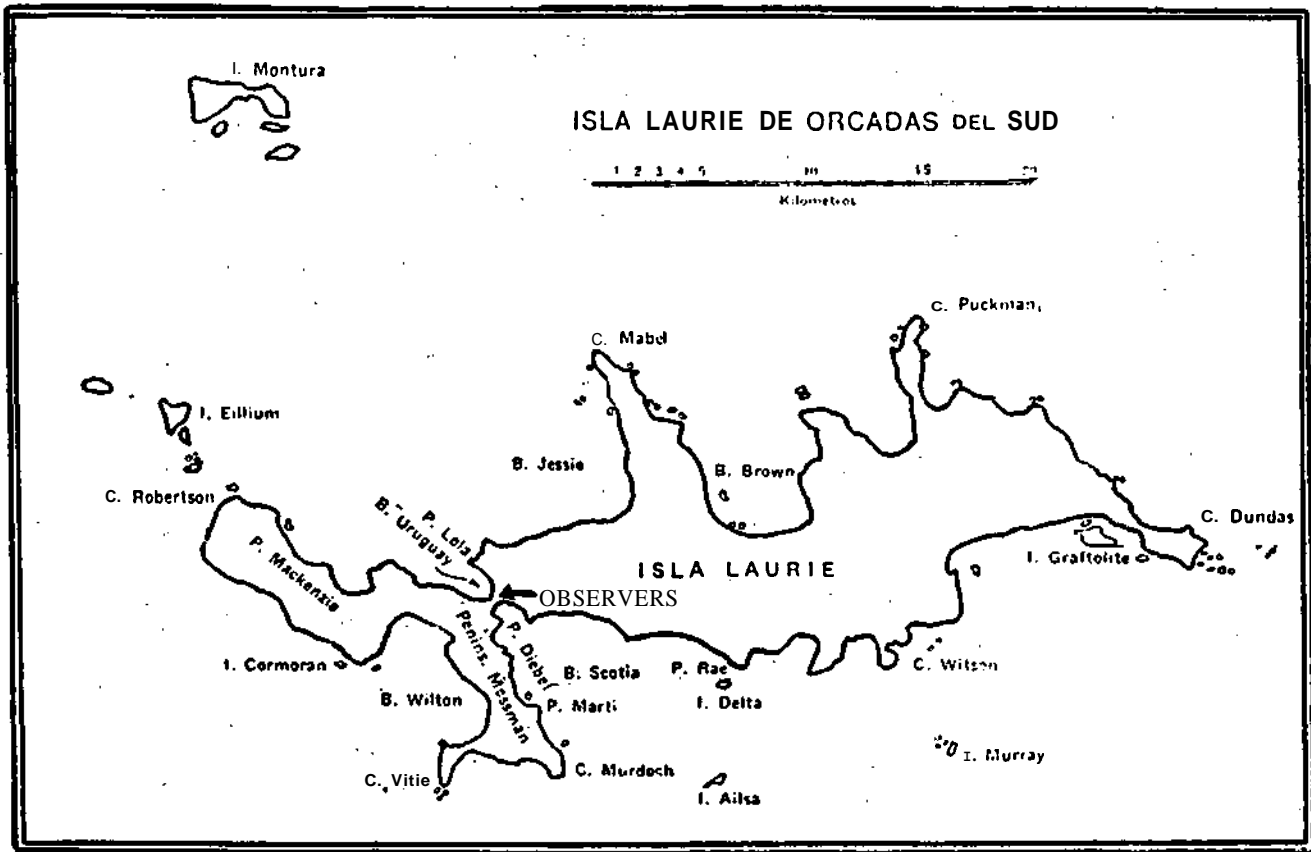 I. Montura
ISLA LAURIE DE ORCADAS DEL SUD
1 2 3 4 5 10 15 20
Kilometros
C. Puckman
C. Mabel
I. Eillium
B. Jessie
B. Brown
C. Robertson
P. Lola
B. Uruguay
C. Dundas
P. Mackenzie
I. Graftolite
ISLA LAURIE
OBSERVERS
Penins. Mossman
P. Diebel
I. Cormoran
B. Scotia
P. Rae
C. Wilson
B. Wilton
P. Marti
I. Delta
I. Murray
C. Vitie
C. Murdoch
I. Ailsa